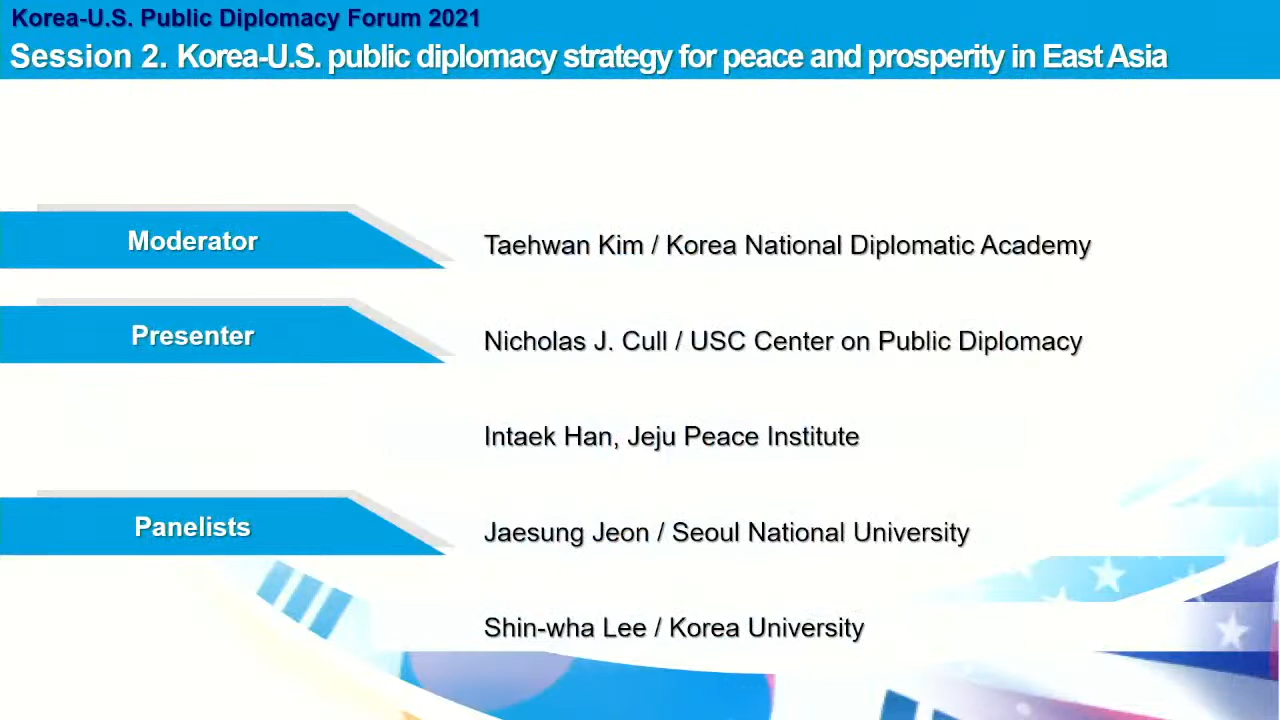 Korea-U.S. Public Diplomacy Forum 2021
Session 2. Korea-U.S. public diplomacy strategy for peace and prosperity in East Asia
Moderator
Taehwan Kim / Korea National Diplomatic Academy
Presenter
Nicholas J. Cull / USC Center on Public Diplomacy
Intaek Han, Jeju Peace Institute
Panelists
Jaesung Jeon / Seoul National University
Shin-wha Lee / Korea University